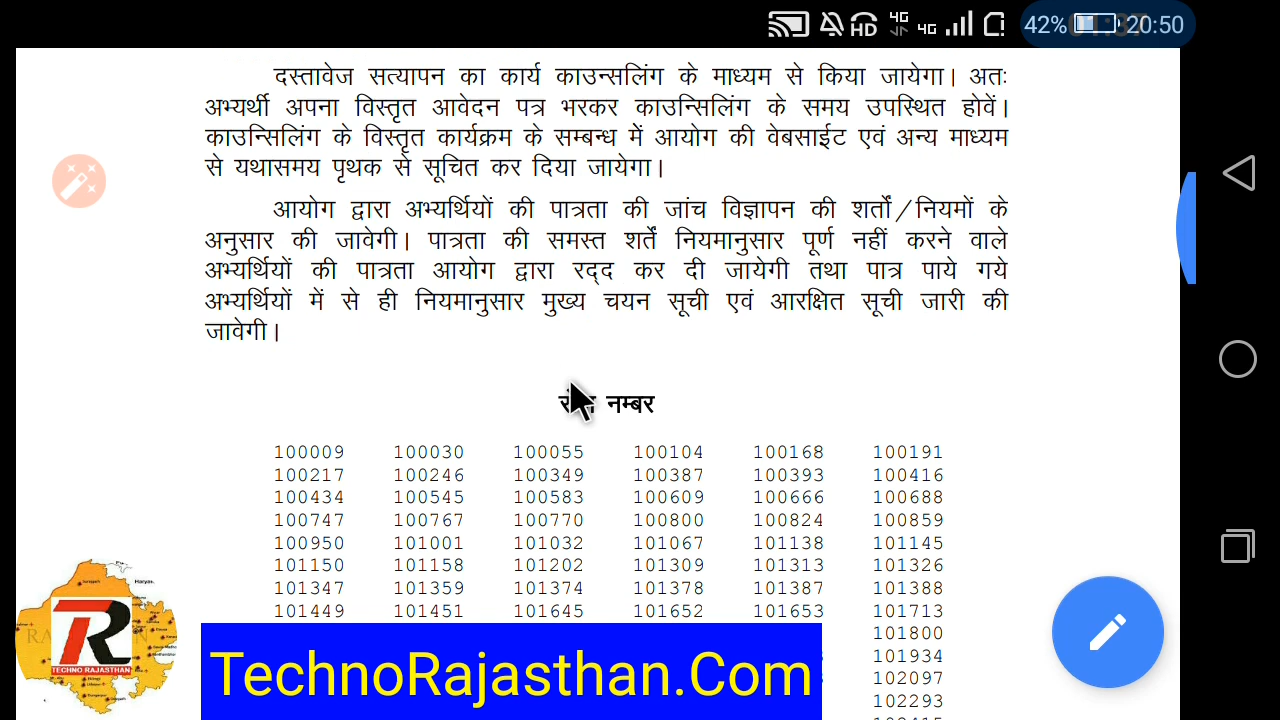 HD 4G 4G 42% 20:50
दस्तावेज सत्यापन का कार्य काउन्सलिंग के माध्यम से किया जायेगा। अतः
अभ्यर्थी अपना विस्तृत आवेदन पत्र भरकर काउन्सिलिंग के समय उपस्थित होवें।
काउन्सिलिंग के विस्तृत कार्यक्रम के सम्बन्ध में आयोग की वेबसाईट एवं अन्य माध्यम
से यथासमय पृथक से सूचित कर दिया जायेगा।
आयोग द्वारा अभ्यर्थियों की पात्रता की जांच विज्ञापन की शर्तों/नियमों के
अनुसार की जावेगी। पात्रता की समस्त शर्तें नियमानुसार पूर्ण नहीं करने वाले
अभ्यर्थियों की पात्रता आयोग द्वारा रद्द कर दी जायेगी तथा पात्र पाये गये
अभ्यर्थियों में से ही नियमानुसार मुख्य चयन सूची एवं आरक्षित सूची जारी की
जावेगी।
नम्बर
100009 100030 100055 100104 100168 100191
100217 100246 100349 100387 100393 100416
100434 100545 100583 100609 100666 100688
100747 100767 100770 100800 100824 100859
100950 101001 101032 101067 101138 101145
101150 101158 101202 101309 101313 101326
101347 101359 101374 101378 101387 101388
101449 101451 101645 101652 101653 101713
101800
101934
102097
102293
TR
TECHNO RAJASTHAN
TechnoRajasthan.Com